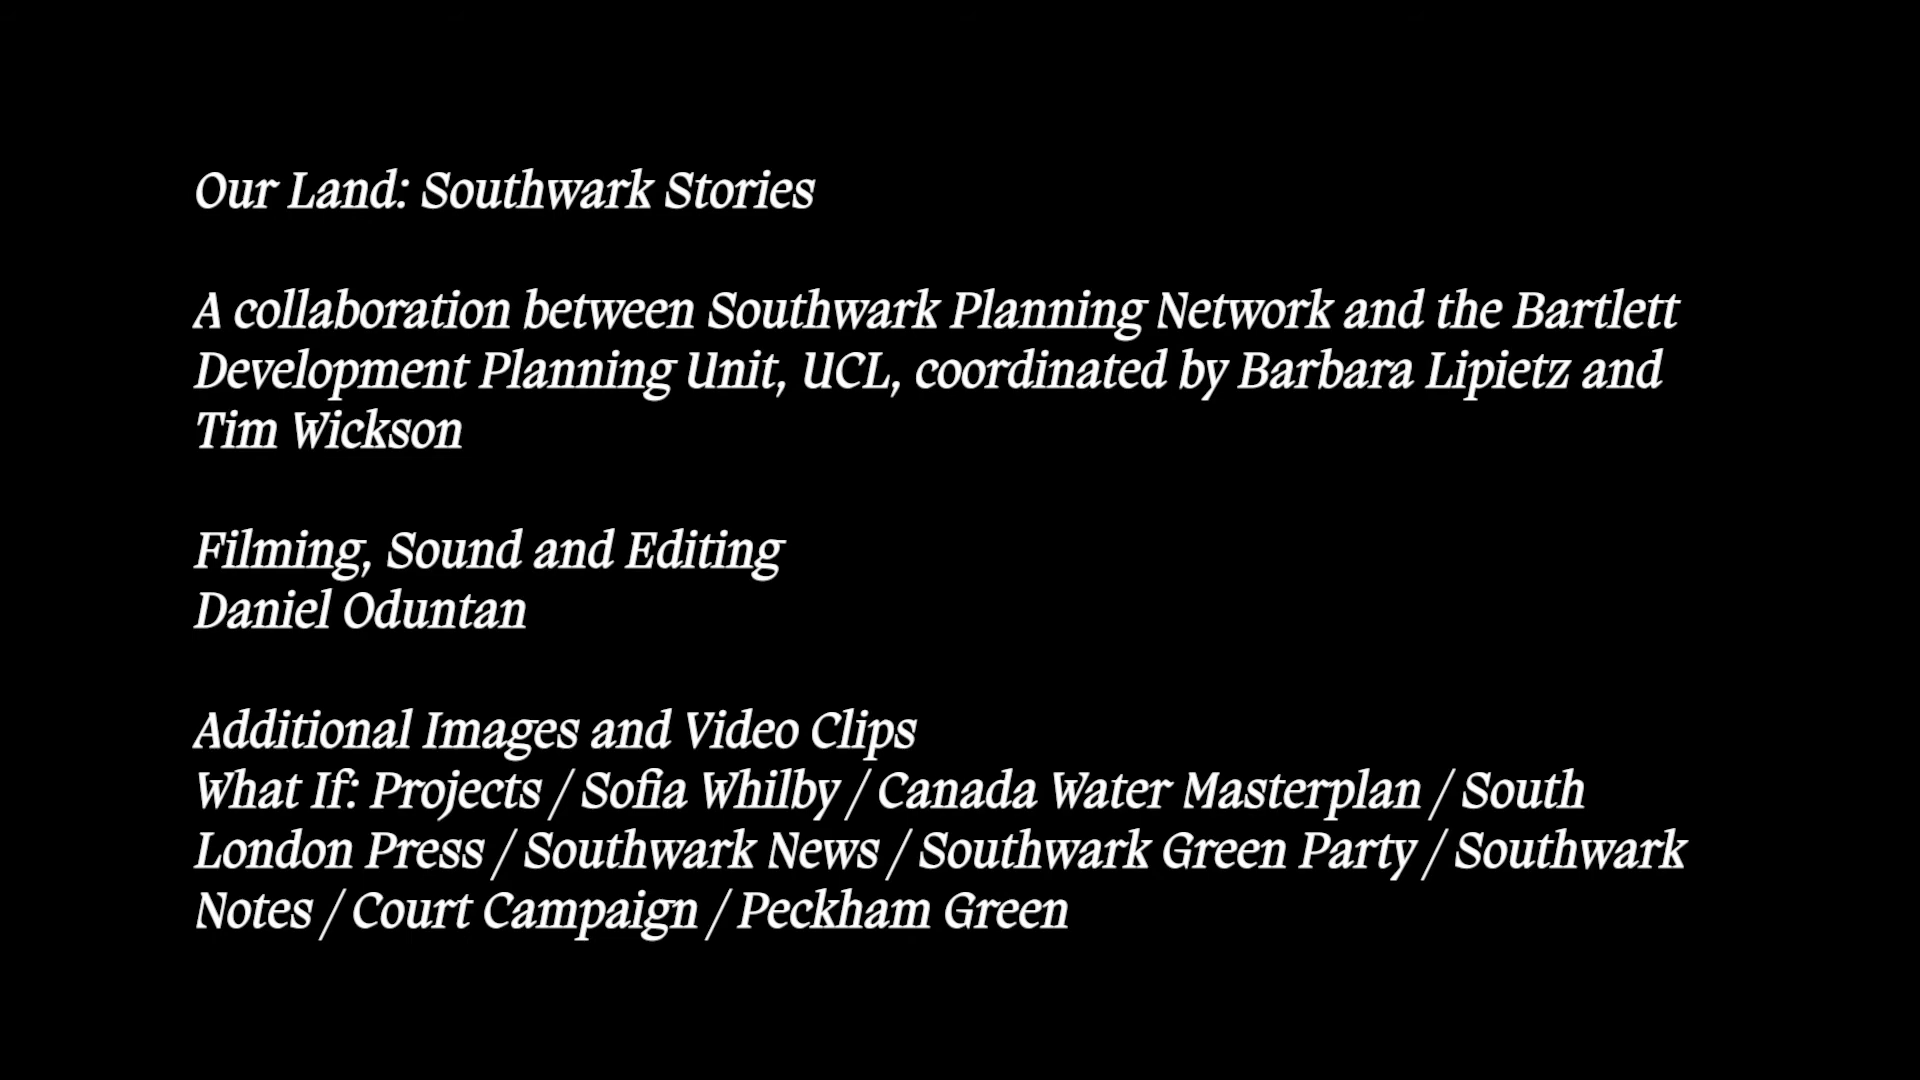 Our Land: Southwark Stories
A collaboration between Southwark Planning Network and the Bartlett
Development Planning Unit, UCL, coordinated by Barbara Lipietz and
Tim Wickson
Filming, Sound and Editing
Daniel Oduntan
Additional Images and Video Clips
What If: Projects / Sofia Whilby / Canada Water Masterplan / South
London Press / Southwark News / Southwark Green Party / Southwark
Notes / Court Campaign / Peckham Green